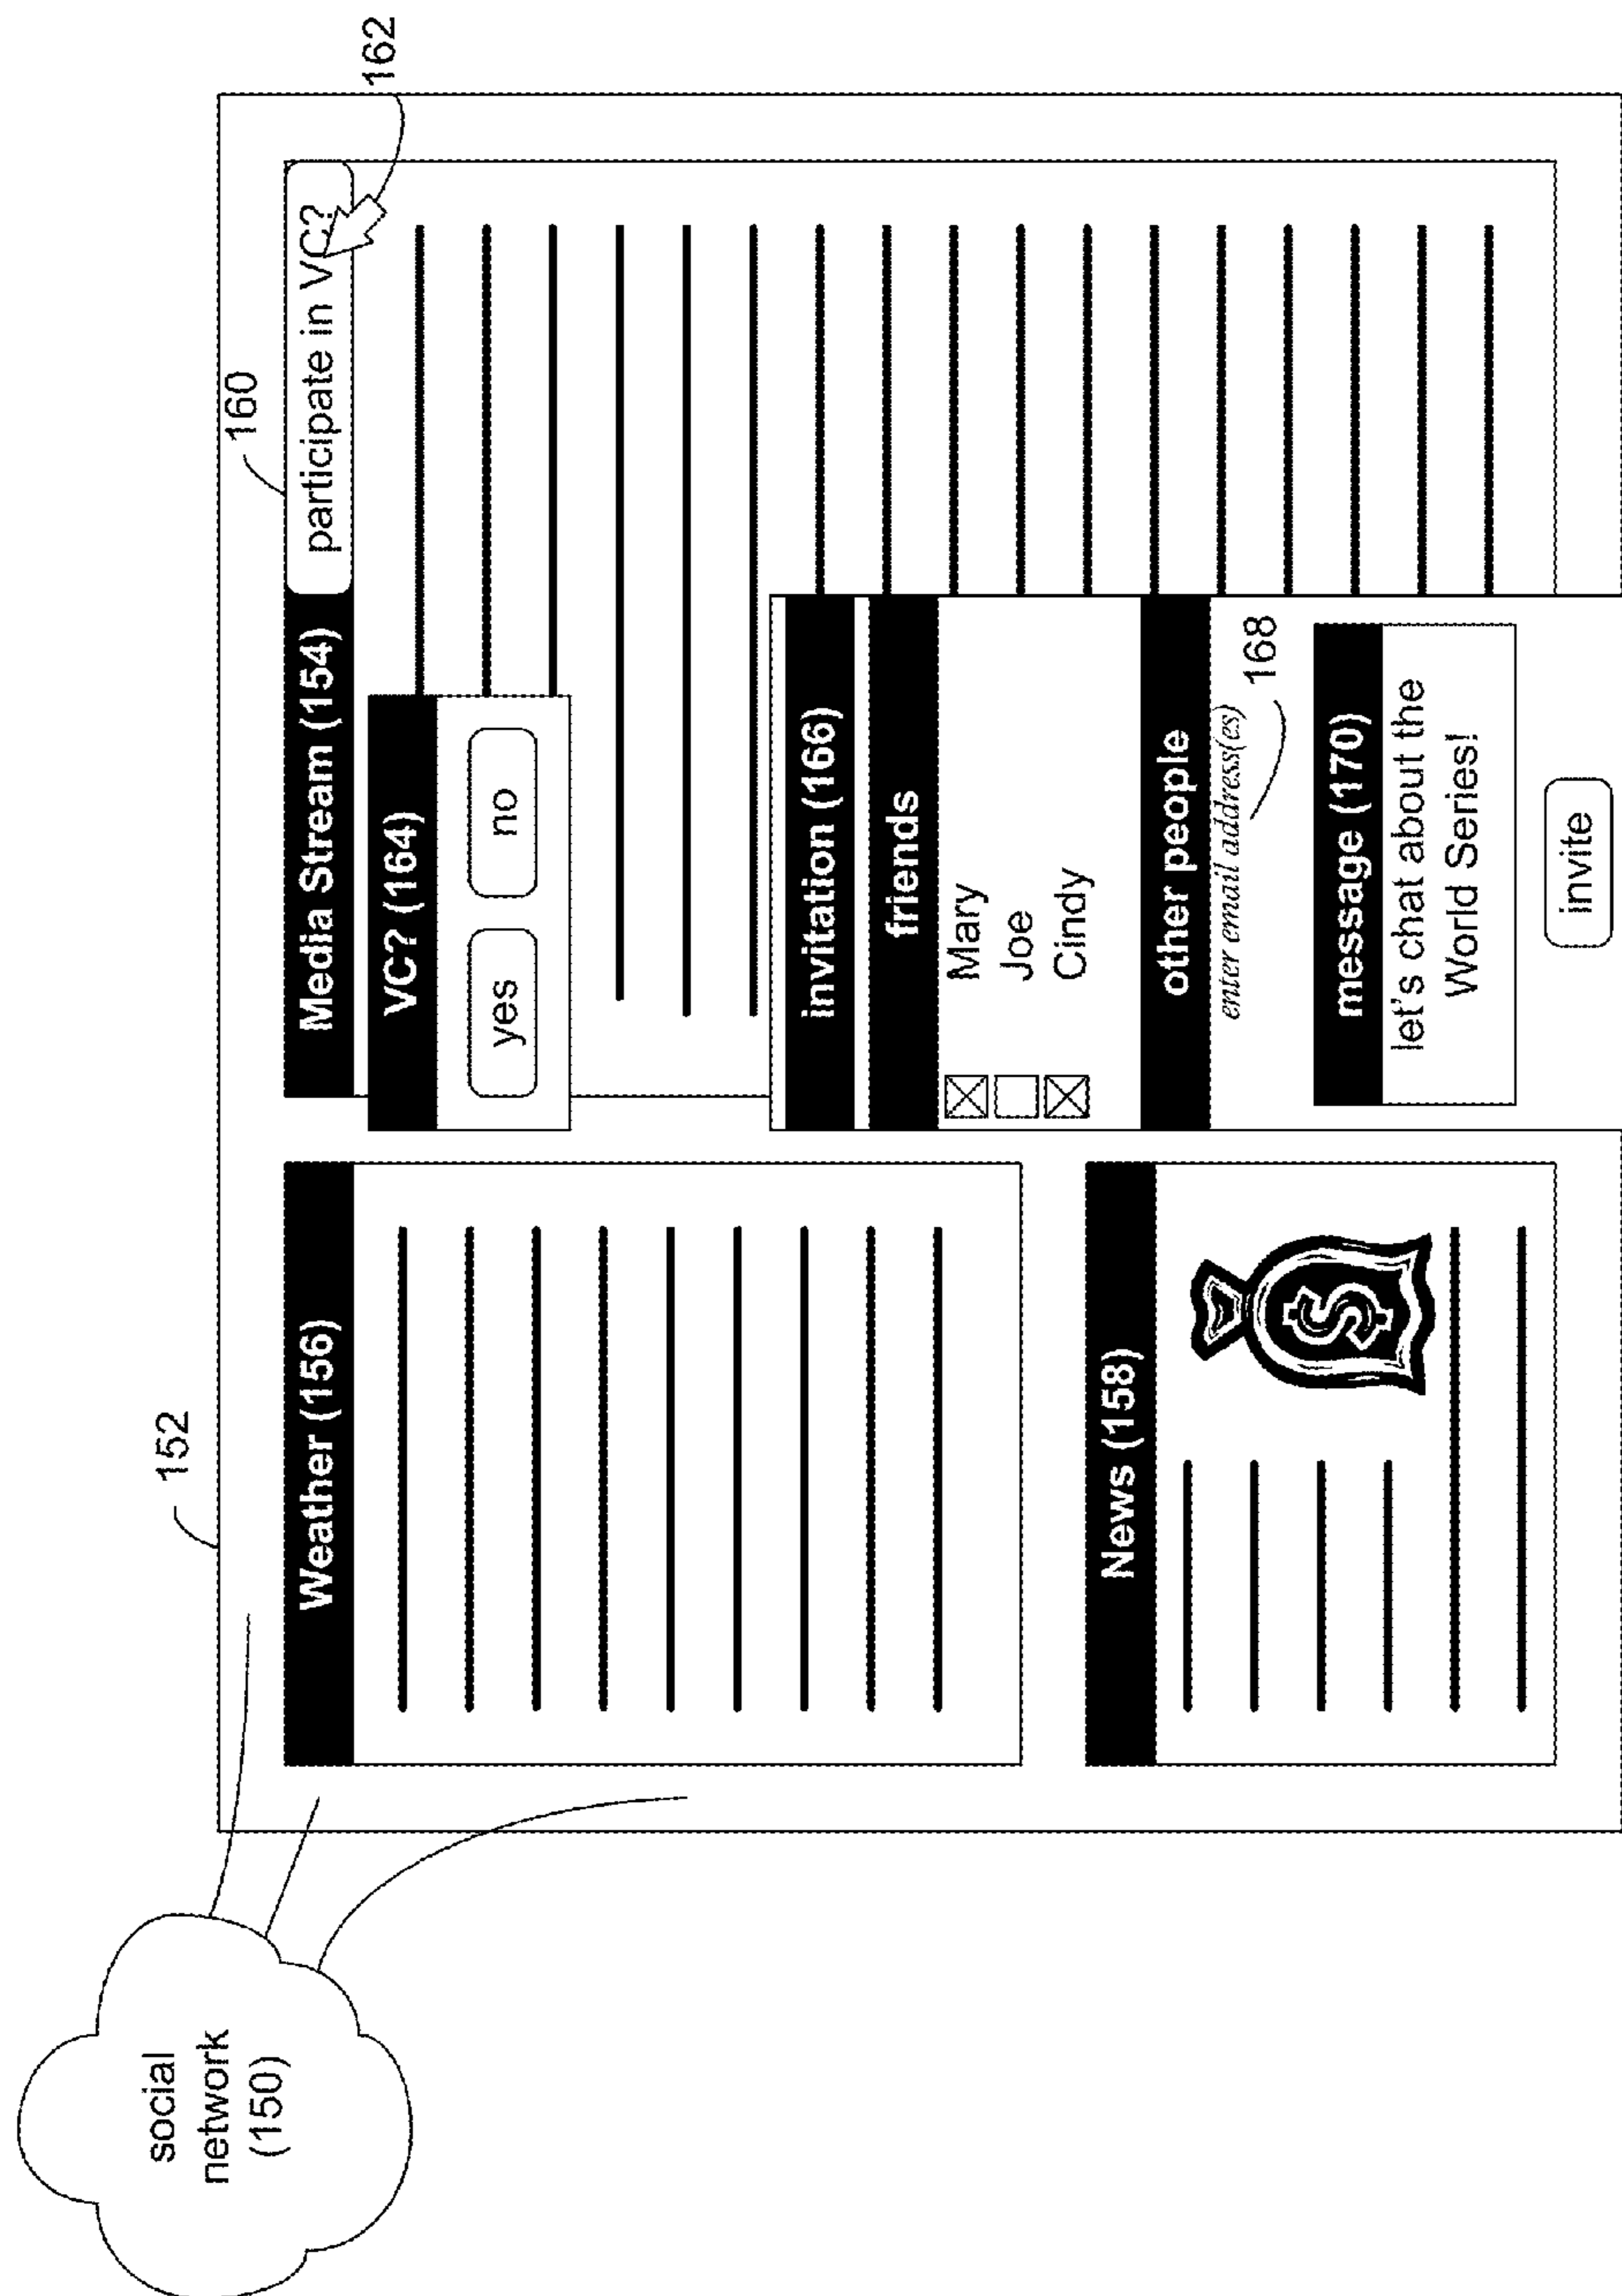 social
network
(150)
152
Weather (156)
News (158)
$
160
162
Media Stream (154)
participate in VC?
VC? (164)
yes
no
invitation (166)
friends
Mary
Joe
Cindy
other people
enter email address(es)
168
message (170)
let's chat about the
World Series!
invite